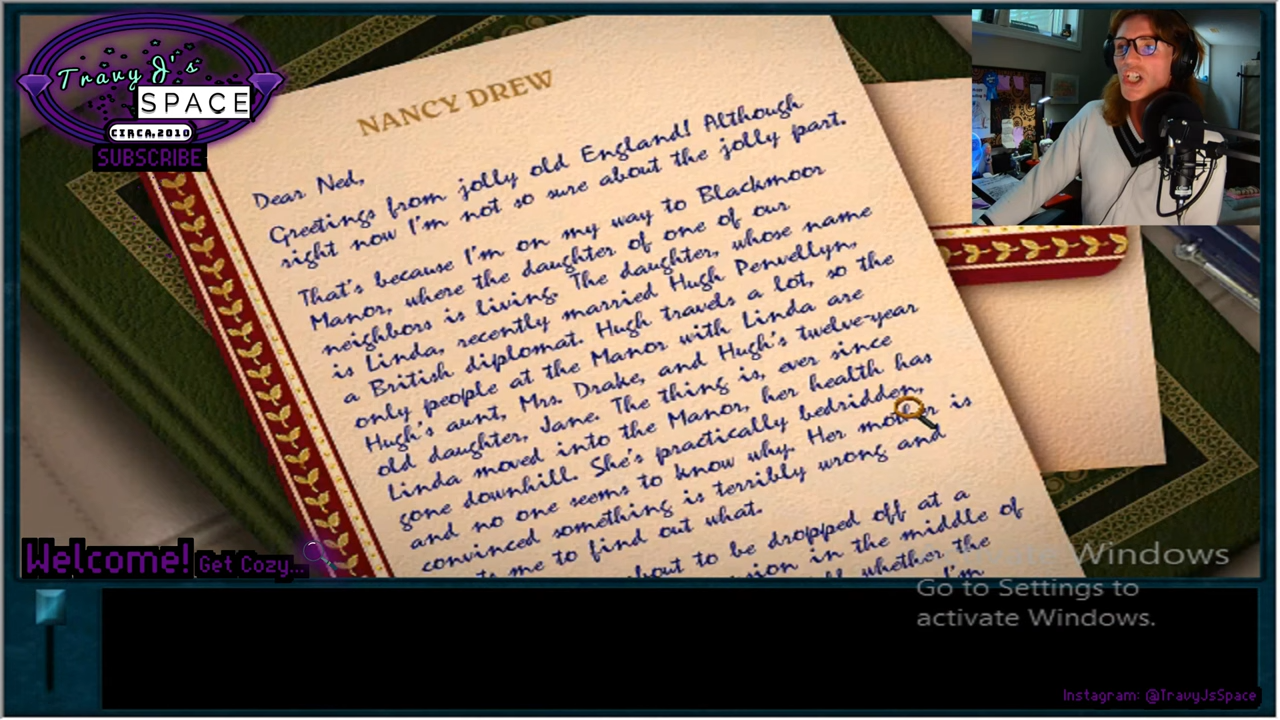 Travy J's
SPACE
CIRCA.2010
SUBSCRIBE
NANCY DREW
Dear Ned,
Greetings from jolly old England! Although
right now I'm not so sure about the jolly part.
That's because I'm on my way to Blackmoor
Manor, where the daughter of one of our
neighbors is living. The daughter, whose name
is Linda, recently married Hugh Penvellyn,
a British diplomat. Hugh travels a lot, so the
only people at the Manor with Linda are
Hugh's aunt, Mrs. Drake, and Hugh's twelve-year
old daughter, Jane. The thing is, ever since
Linda moved into the Manor, her health has
gone downhill. She's practically bedridden,
and no one seems to know why. Her mother is
convinced something is terribly wrong and
me to find out what.
about to be dropped off at a
in the middle of
whether the
I'm
Welcome! Get Cozy...
Windows
Go to Settings to
activate Windows.
Instagram: @TravyJsSpace